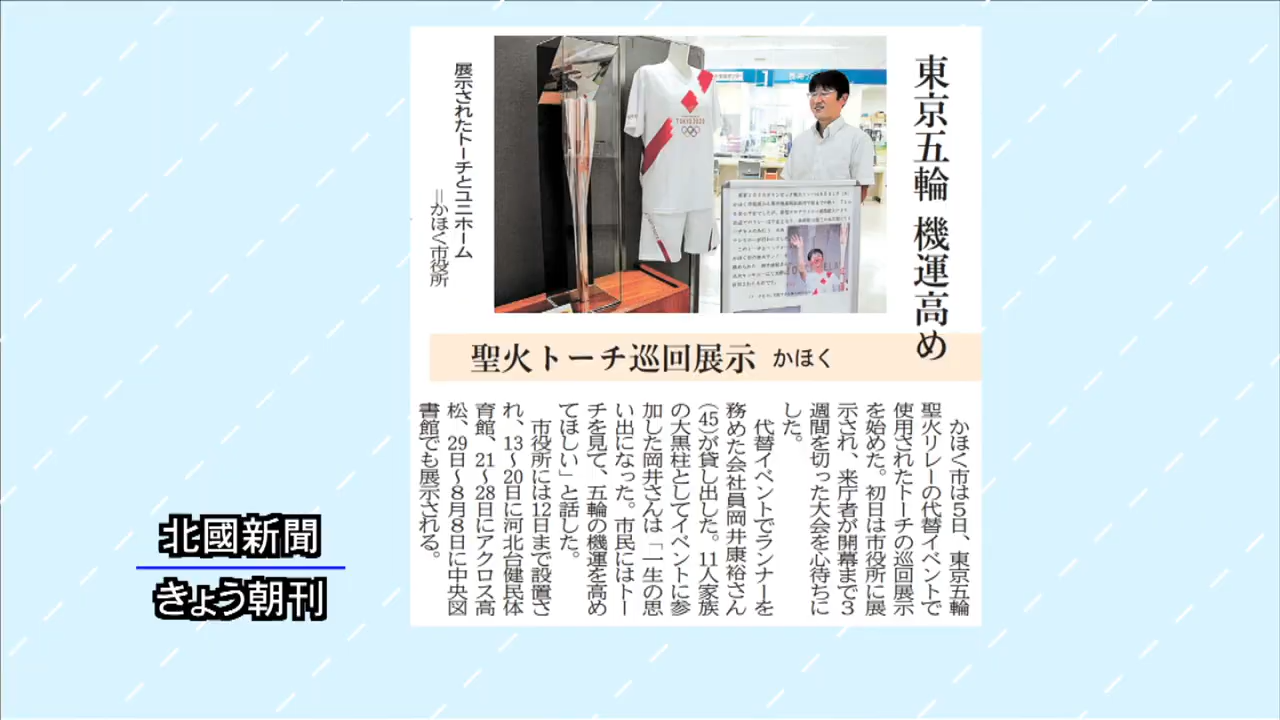 東京五輪 機運高め
聖火トーチ巡回展示 かほく
展示されたトーチとユニホーム
＝かほく市役所
TOKYO 2020
かほく市は５日、東京五輪
聖火リレーの代替イベントで
使用されたトーチの巡回展示
を始めた。初日は市役所に展
示され、来庁者が開幕まで３
週間を切った大会を心待ちに
した。
代替イベントでランナーを
務めた会社員岡井康裕さん
(45)が貸し出した。11人家族
の大黒柱としてイベントに参
加した岡井さんは「一生の思
い出になった。市民にはトー
チを見て、五輪の機運を高め
てほしい」と話した。
市役所には12日まで設置さ
れ、13～20日に河北台健民体
育館、21～28日にアクロス高
松、29日～８月８日に中央図
書館でも展示される。
北國新聞
きょう朝刊